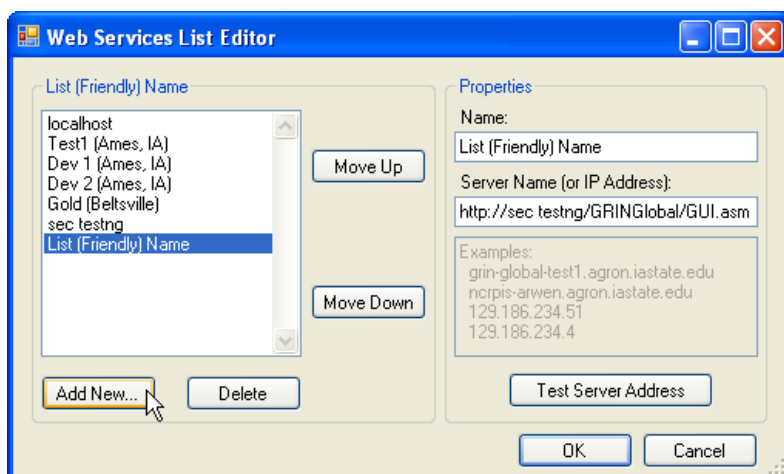 Web Services List Editor
List (Friendly) Name
localhost
Test1 (Ames, IA)
Dev 1 (Ames, IA)
Dev 2 (Ames, IA)
Gold (Beltsville)
sec testng
List (Friendly) Name
Move Up
Move Down
Add New...
Delete
Properties
Name:
List (Friendly) Name
Server Name (or IP Address):
http://sec testng/GRINGlobal/GUI.asm
Examples:
grin-global-test1.agron.iastate.edu
ncrpis-arwen.agron.iastate.edu
129.186.234.51
129.186.234.4
Test Server Address
OK
Cancel